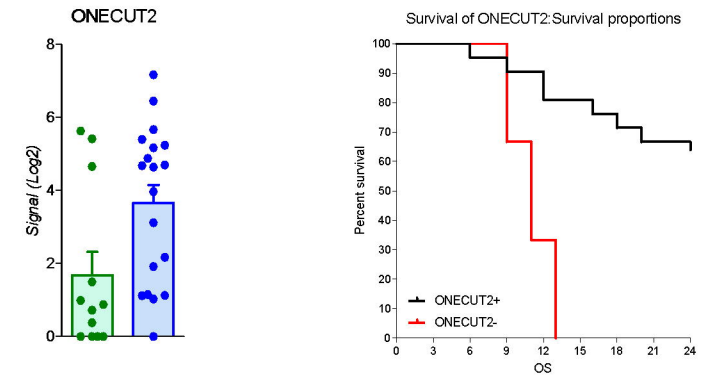 ONECUT2
8
6
4
2
0
Signal (Log2)
Survival of ONECUT2:Survival proportions
100
90
80
70
60
50
40
30
20
10
0
Percent survival
ONECUT2+
ONECUT2-
0 3 6 9 12 15 18 21 24
OS